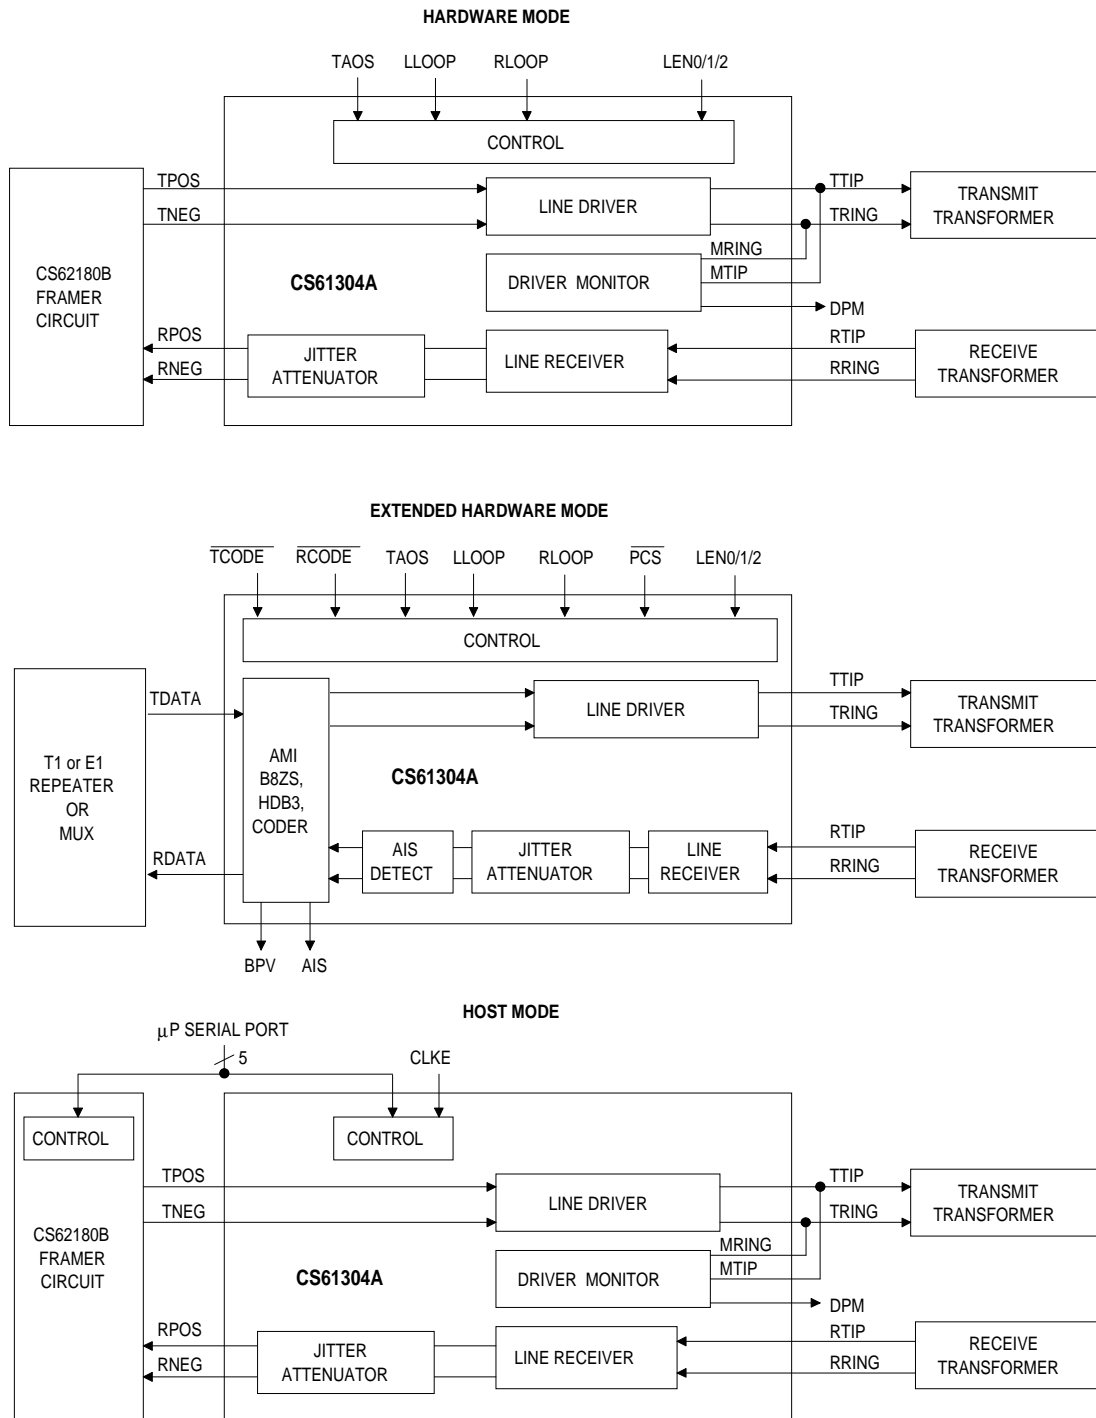 HARDWARE MODE
TAOS LLOOP RLOOP LEN0/1/2
CONTROL
TPOS
TNEG
CS62180B
FRAMER
CIRCUIT
RPOS
RNEG
LINE DRIVER
CS61304A
DRIVER MONITOR
JITTER
ATTENUATOR
LINE RECEIVER
TTIP
TRING
MRING
MTIP
DPM
RTIP
RRING
TRANSMIT
TRANSFORMER
RECEIVE
TRANSFORMER
EXTENDED HARDWARE MODE
TCODE RCODE TAOS LLOOP RLOOP PCS LEN0/1/2
CONTROL
TDATA
T1 or E1
REPEATER
OR
MUX
RDATA
AMI
B8ZS,
HDB3,
CODER
LINE DRIVER
CS61304A
AIS
DETECT
JITTER
ATTENUATOR
LINE
RECEIVER
TTIP
TRING
RTIP
RRING
TRANSMIT
TRANSFORMER
RECEIVE
TRANSFORMER
BPV AIS
HOST MODE
μP SERIAL PORT
5
CLKE
CONTROL
CONTROL
TPOS
TNEG
CS62180B
FRAMER
CIRCUIT
RPOS
RNEG
LINE DRIVER
CS61304A
DRIVER MONITOR
JITTER
ATTENUATOR
LINE RECEIVER
TTIP
TRING
MRING
MTIP
DPM
RTIP
RRING
TRANSMIT
TRANSFORMER
RECEIVE
TRANSFORMER